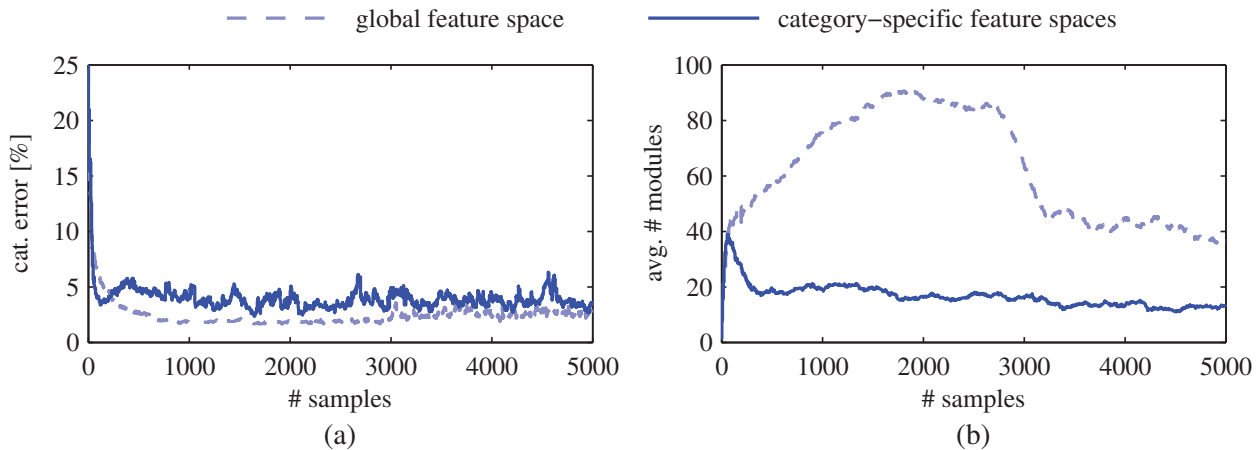 global feature space
category−specific feature spaces
25
20
15
10
5
0
cat. error [%]
0 1000 2000 3000 4000 5000
# samples
(a)
100
80
60
40
20
0
avg. # modules
0 1000 2000 3000 4000 5000
# samples
(b)